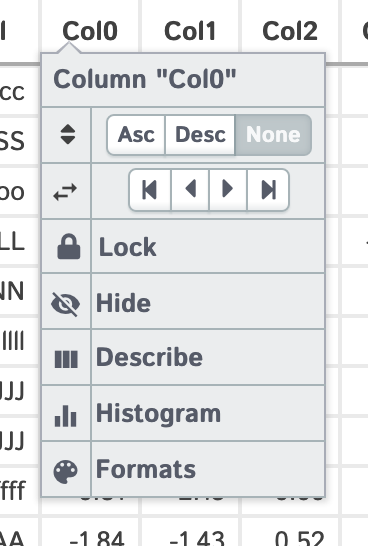 Col0 Col1 Col2
cc
Column "Col0"
SS
Asc Desc None
oo
LL
Lock
NN
Hide
llll
Describe
JJJ
Histogram
JJJ
Formats
ffff
AA -1.84 -1.43 0.52